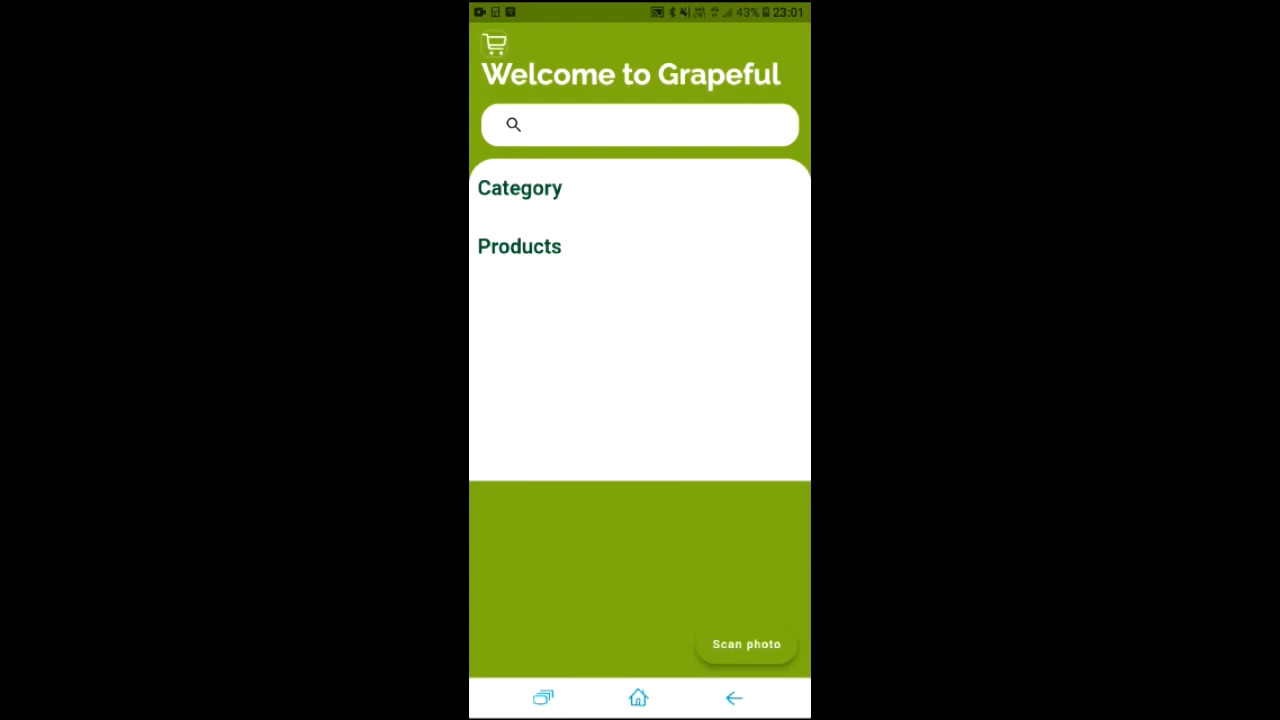 43% 23:01
Welcome to Grapeful
Category
Products
Scan photo